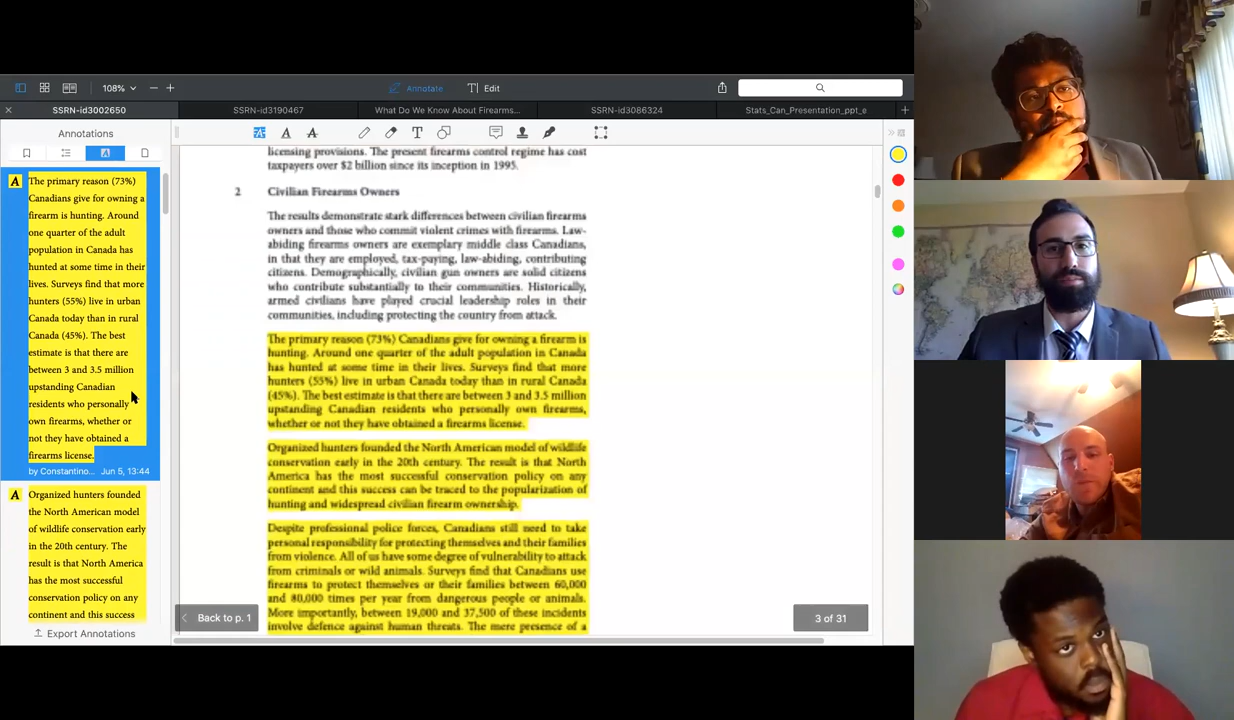 108%
Annotate
Edit
SSRN-id3002650
SSRN-id3190467
What Do We Know About Firearms...
SSRN-id3086324
Stats_Can_Presentation_ppt_e
Annotations
The primary reason (73%)
Canadians give for owning a
firearm is hunting. Around
one quarter of the adult
population in Canada has
hunted at some time in their
lives. Surveys find that more
hunters (55%) live in urban
Canada today than in rural
Canada (45%). The best
estimate is that there are
between 3 and 3.5 million
upstanding Canadian
residents who personally
own firearms, whether or
not they have obtained a
firearms license.
by Constantino... Jun 5, 13:44
Organized hunters founded
the North American model
of wildlife conservation early
in the 20th century. The
result is that North America
has the most successful
conservation policy on any
continent and this success
Export Annotations
licensing provisions. The present firearms control regime has cost
taxpayers over $2 billion since its inception in 1995.
2 Civilian Firearms Owners
The results demonstrate stark differences between civilian firearms
owners and those who commit violent crimes with firearms. Law-
abiding firearms owners are exemplary middle class Canadians,
in that they are employed, tax-paying, law-abiding, contributing
citizens. Demographically, civilian gun owners are solid citizens
who contribute substantially to their communities. Historically,
armed civilians have played crucial leadership roles in their
communities, including protecting the country from attack.
The primary reason (73%) Canadians give for owning a firearm is
hunting. Around one quarter of the adult population in Canada
has hunted at some time in their lives. Surveys find that more
hunters (55%) live in urban Canada today than in rural Canada
(45%). The best estimate is that there are between 3 and 3.5 million
upstanding Canadian residents who personally own firearms,
whether or not they have obtained a firearms license.
Organized hunters founded the North American model of wildlife
conservation early in the 20th century. The result is that North
America has the most successful conservation policy on any
continent and this success can be traced to the popularization of
hunting and widespread civilian firearm ownership.
Despite professional police forces, Canadians still need to take
personal responsibility for protecting themselves and their families
from violence. All of us have some degree of vulnerability to attack
from criminals or wild animals. Surveys find that Canadians use
firearms to protect themselves or their families between 60,000
and 80,000 times per year from dangerous people or animals.
More importantly, between 19,000 and 37,500 of these incidents
involve defence against human threats. The mere presence of a
Back to p. 1
3 of 31